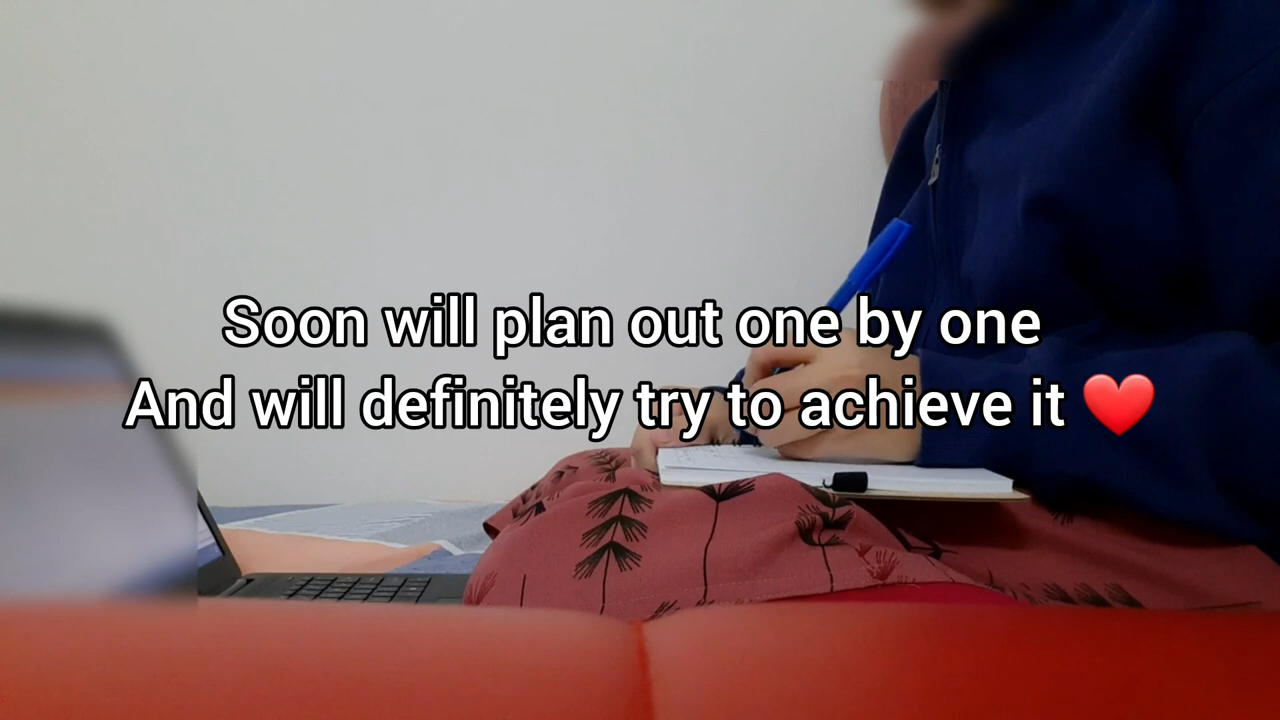 Soon will plan out one by one
And will definitely try to achieve it ❤️